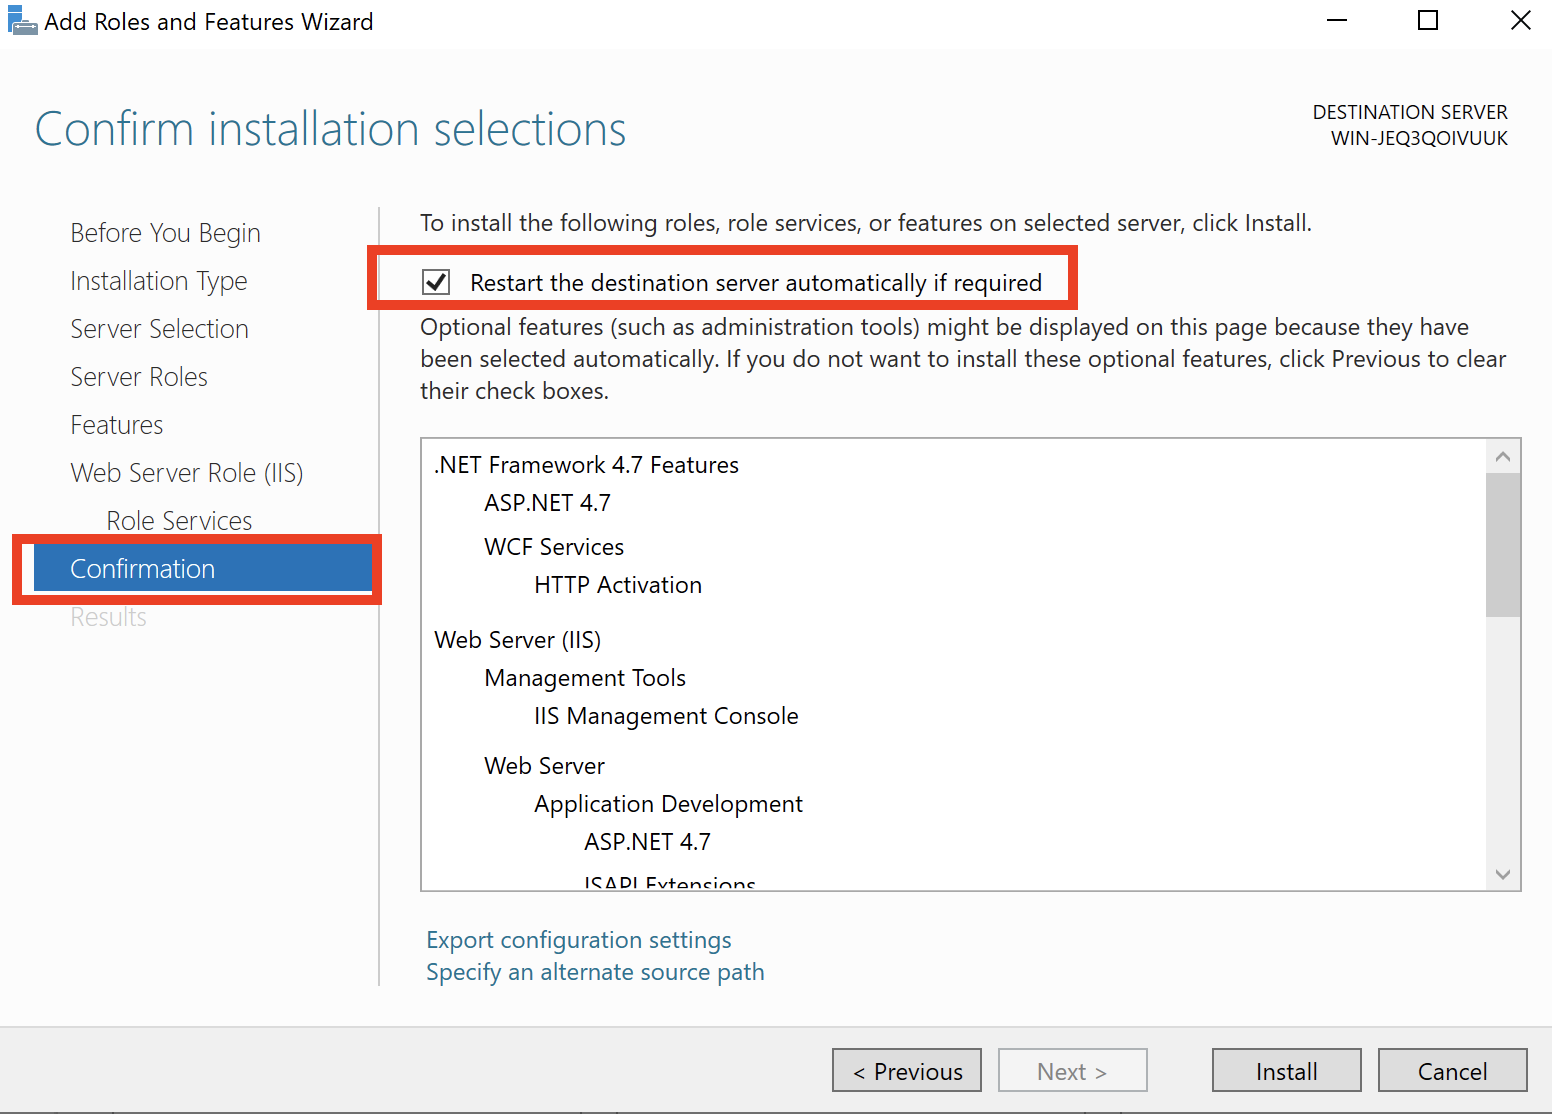 Add Roles and Features Wizard
Confirm installation selections
DESTINATION SERVER
WIN-JEQ3QOIVUUK
Before You Begin
Installation Type
Server Selection
Server Roles
Features
Web Server Role (IIS)
Role Services
Confirmation
Results
To install the following roles, role services, or features on selected server, click Install.
Restart the destination server automatically if required
Optional features (such as administration tools) might be displayed on this page because they have
been selected automatically. If you do not want to install these optional features, click Previous to clear
their check boxes.
.NET Framework 4.7 Features
ASP.NET 4.7
WCF Services
HTTP Activation
Web Server (IIS)
Management Tools
IIS Management Console
Web Server
Application Development
ASP.NET 4.7
ISAPI Extensions
Export configuration settings
Specify an alternate source path
< Previous
Next >
Install
Cancel